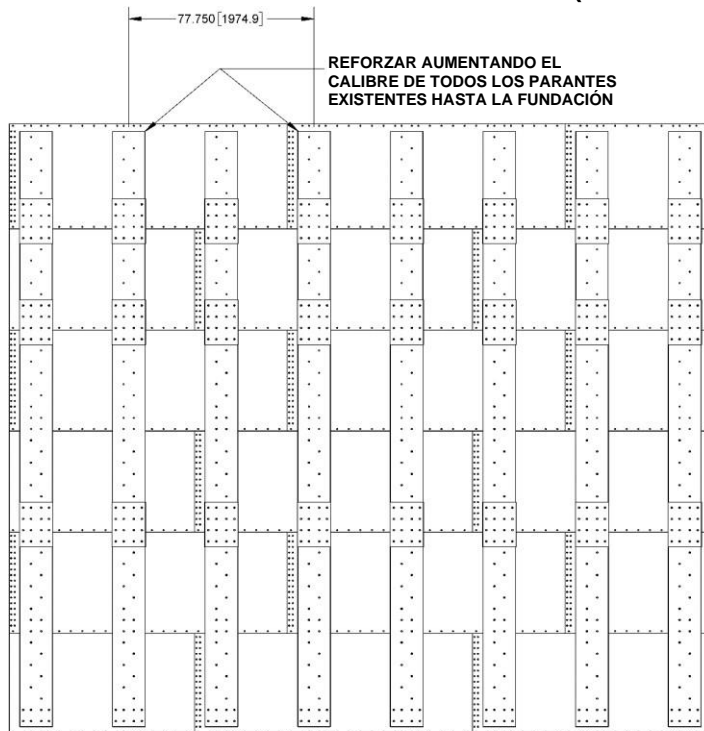 77.750 [1974.9]
REFORZAR AUMENTANDO EL
CALIBRE DE TODOS LOS PARANTES
EXISTENTES HASTA LA FUNDACIÓN